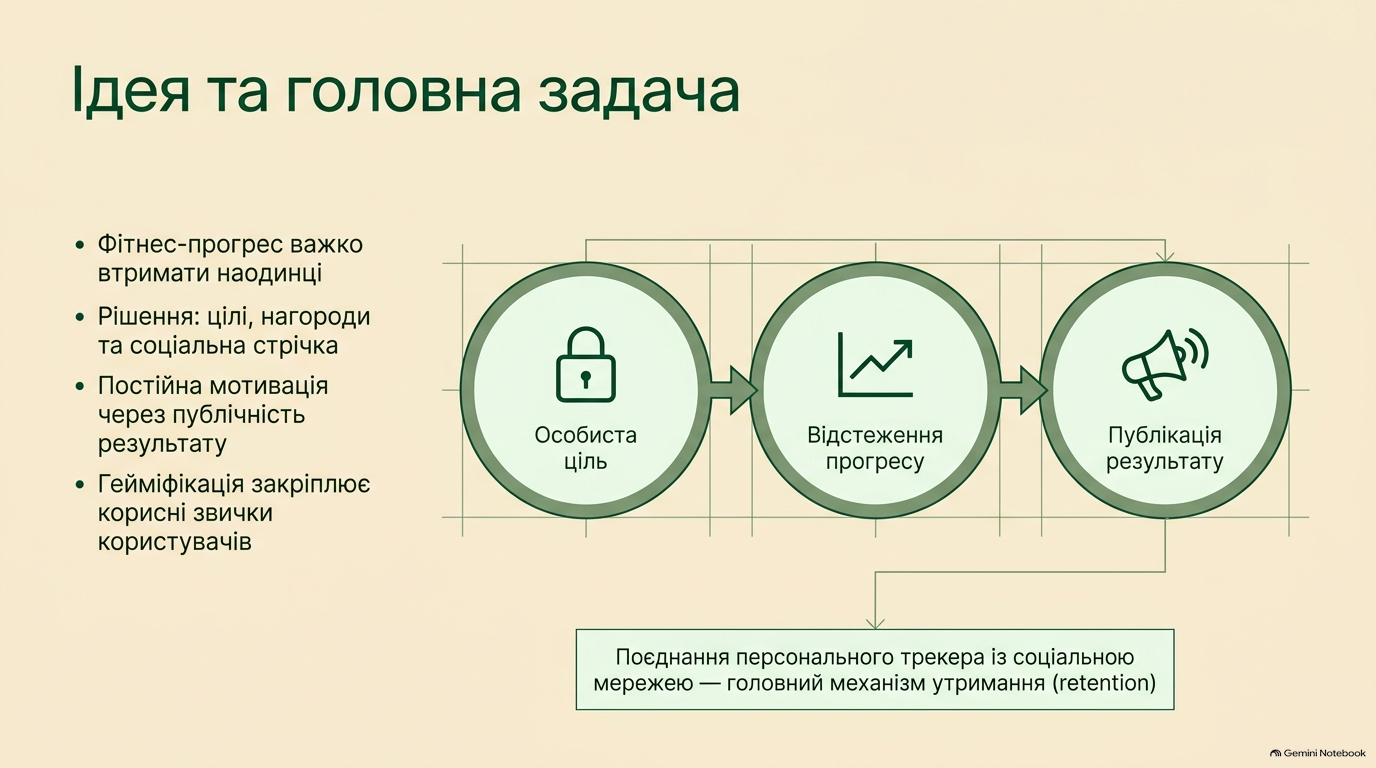 Ідея та головна задача
• Фітнес-прогрес важко
втримати наодинці
• Рішення: цілі, нагороди
та соціальна стрічка
• Постійна мотивація
через публічність
результату
• Гейміфікація закріплює
корисні звички
користувачів
Особиста
ціль
Відстеження
прогресу
Публікація
результату
Поєднання персонального трекера із соціальною
мережею — головний механізм утримання (retention)
Gemini Notebook